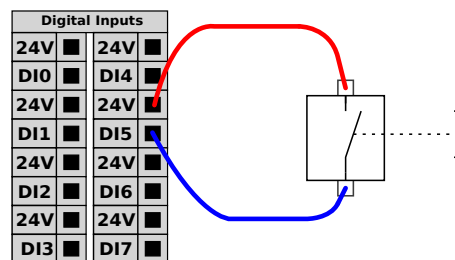 Digital Inputs
24V 24V
DI0 DI4
24V 24V
DI1 DI5
24V 24V
DI2 DI6
24V 24V
DI3 DI7